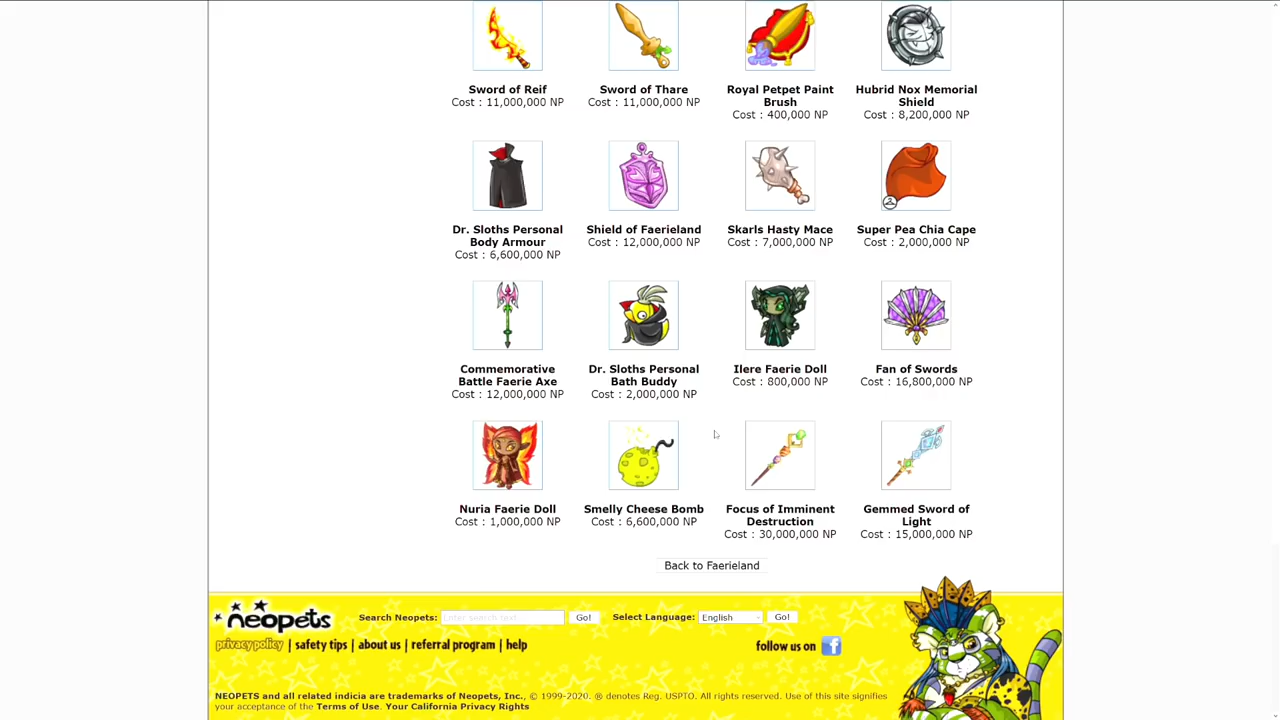 Sword of Reif
Cost : 11,000,000 NP
Sword of Thare
Cost : 11,000,000 NP
Royal Petpet Paint
Brush
Cost : 400,000 NP
Hubrid Nox Memorial
Shield
Cost : 8,200,000 NP
Dr. Sloths Personal
Body Armour
Cost : 6,600,000 NP
Shield of Faerieland
Cost : 12,000,000 NP
Skarls Hasty Mace
Cost : 7,000,000 NP
Super Pea Chia Cape
Cost : 2,000,000 NP
Commemorative
Battle Faerie Axe
Cost : 12,000,000 NP
Dr. Sloths Personal
Bath Buddy
Cost : 2,000,000 NP
Ilere Faerie Doll
Cost : 800,000 NP
Fan of Swords
Cost : 16,800,000 NP
Nuria Faerie Doll
Cost : 1,000,000 NP
Smelly Cheese Bomb
Cost : 6,600,000 NP
Focus of Imminent
Destruction
Cost : 30,000,000 NP
Gemmed Sword of
Light
Cost : 15,000,000 NP
Back to Faerieland
neopets
Search Neopets: Enter search text... Go! Select Language: English Go!
privacy policy | safety tips | about us | referral program | help
follow us on f
NEOPETS and all related indicia are trademarks of Neopets, Inc., © 1999-2020. ® denotes Reg. USPTO. All rights reserved. Use of this site signifies
your acceptance of the Terms of Use. Your California Privacy Rights